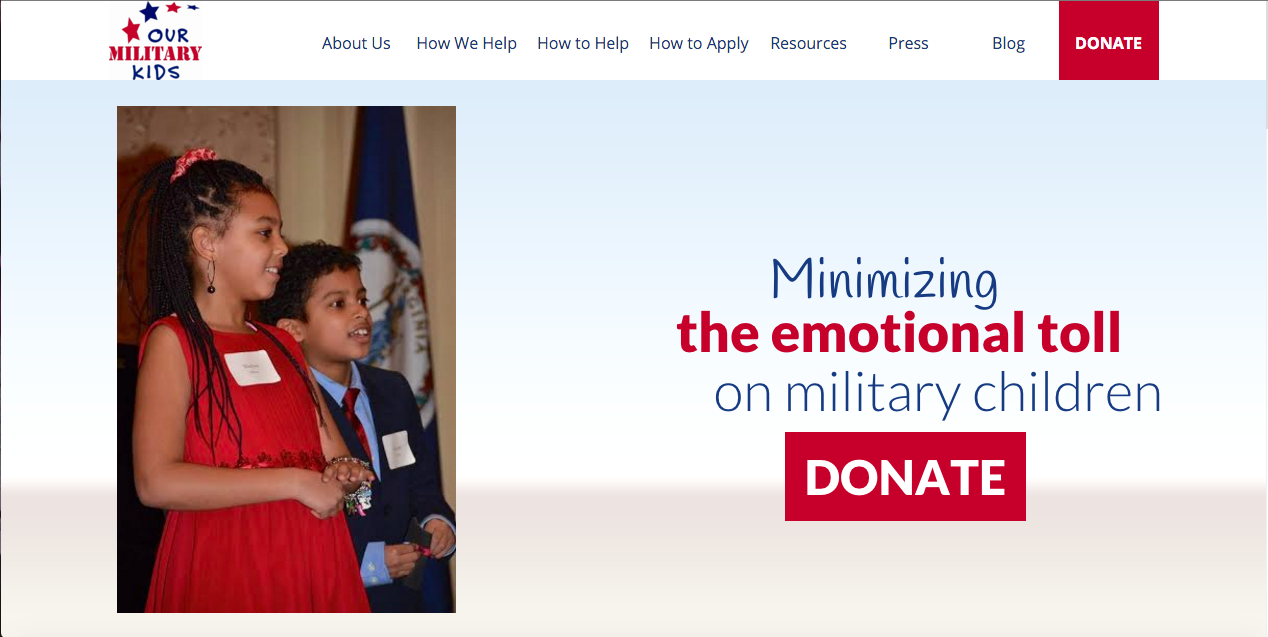 OUR
MILITARY
KIDS
About Us How We Help How to Help How to Apply Resources Press Blog DONATE
Minimizing
the emotional toll
on military children
DONATE